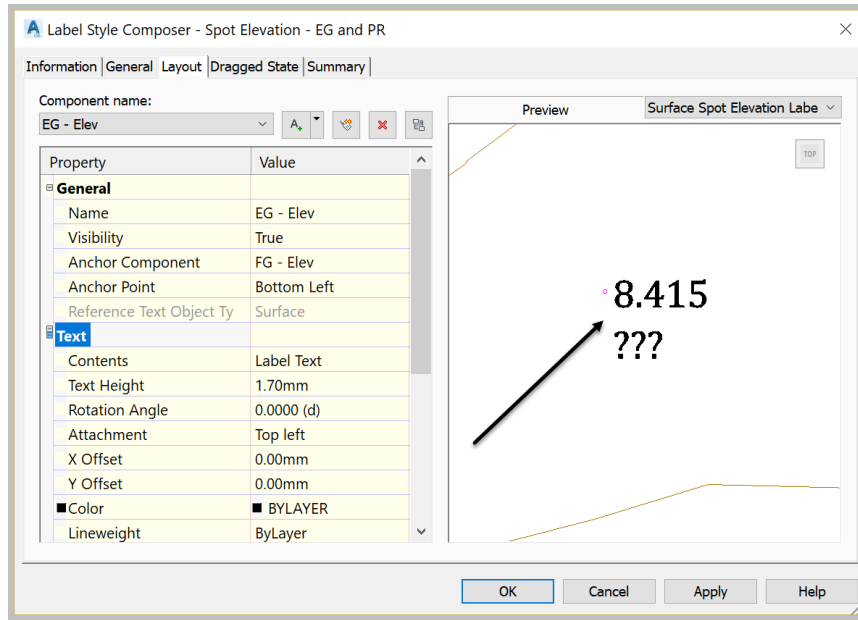 Label Style Composer - Spot Elevation - EG and PR
Information General Layout Dragged State Summary
Component name:
EG - Elev
Preview
Surface Spot Elevation Labe
Property Value
General
Name EG - Elev
Visibility True
Anchor Component FG - Elev
Anchor Point Bottom Left
Reference Text Object Ty Surface
Text
Contents Label Text
Text Height 1.70mm
Rotation Angle 0.0000 (d)
Attachment Top left
X Offset 0.00mm
Y Offset 0.00mm
Color BYLAYER
Lineweight ByLayer
TOP
8.415
???
OK Cancel Apply Help